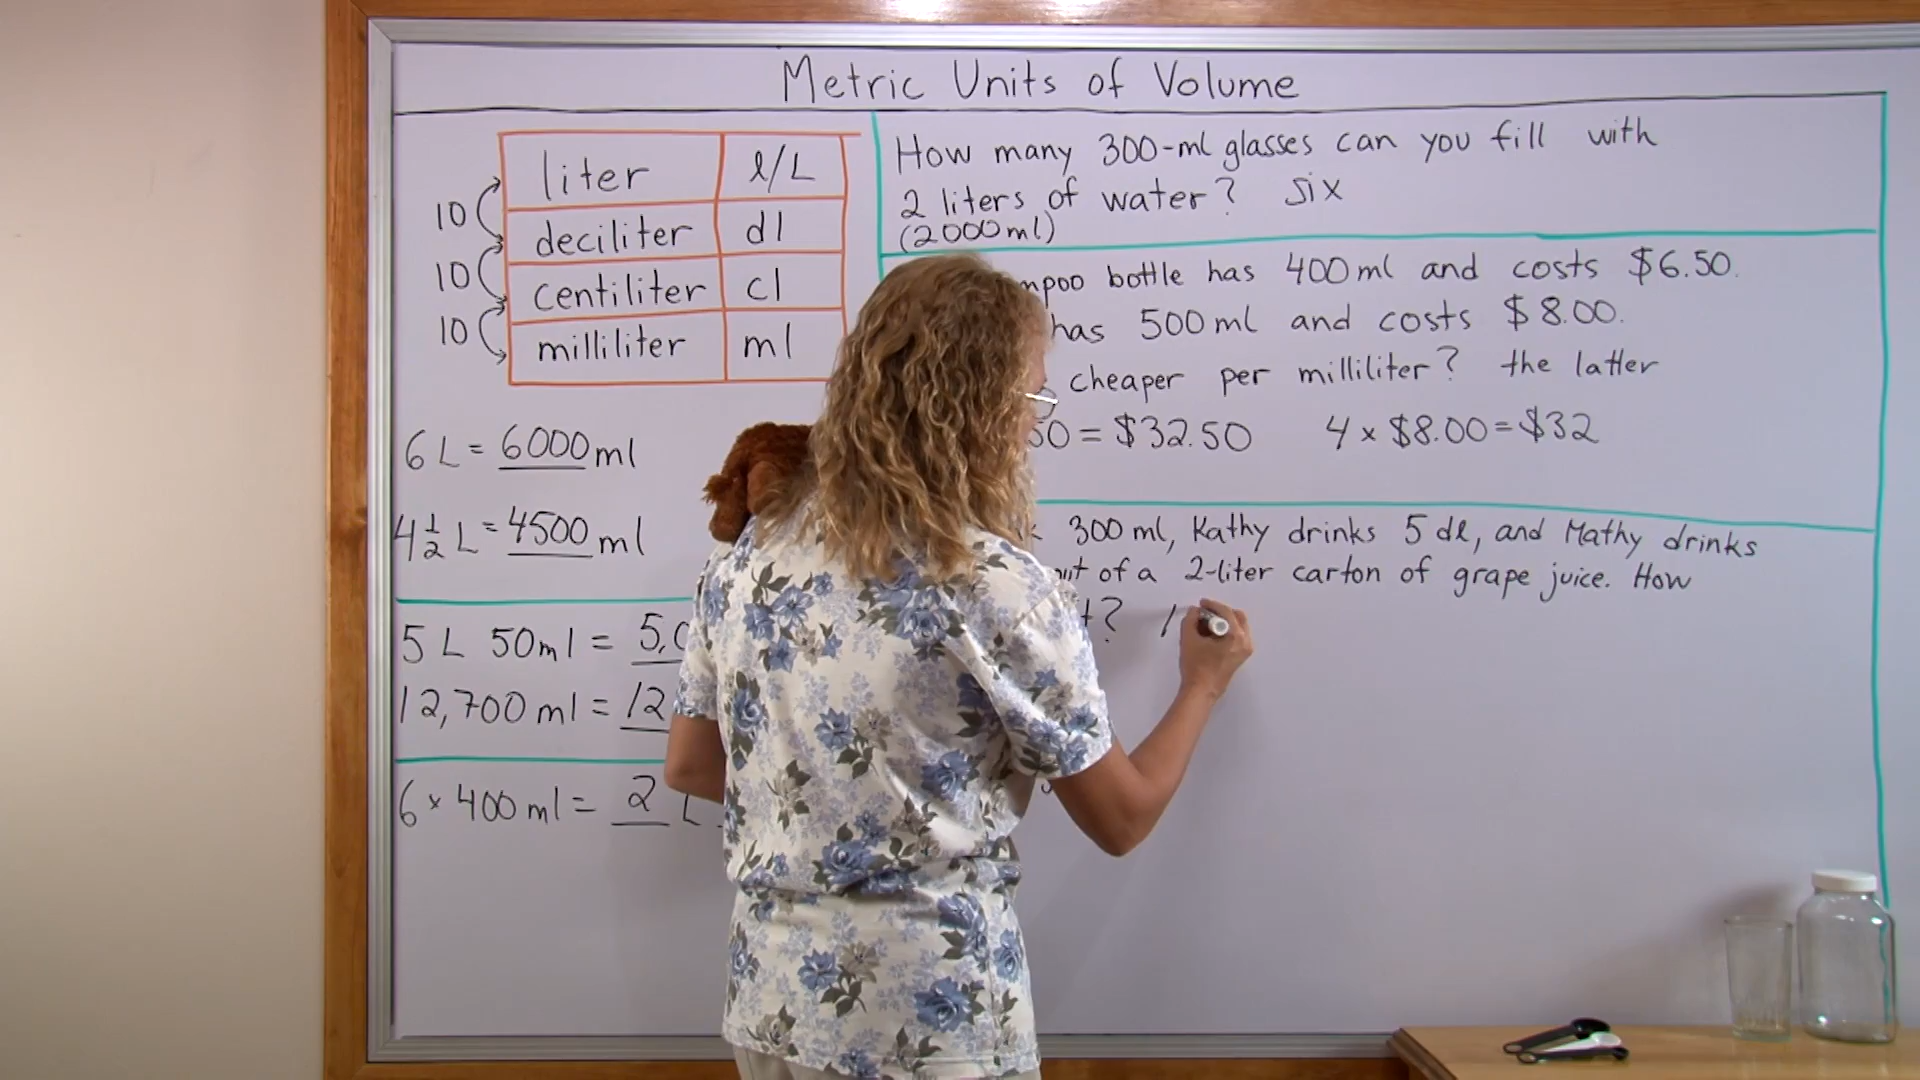 Metric Units of Volume
liter l/L
deciliter dl
centiliter cl
milliliter ml
10
10
10
6 L = 6000 ml
4 1/2 L = 4500 ml
5 L 50 ml = 5,0
12,700 ml = 12
6 × 400 ml = 2 L
How many 300-ml glasses can you fill with
2 liters of water? six
(2000 ml)
bottle has 400 ml and costs $6.50.
has 500 ml and costs $8.00.
cheaper per milliliter? the latter
50 = $32.50 4 × $8.00 = $32
300 ml, Kathy drinks 5 dl, and Mathy drinks
of a 2-liter carton of grape juice. How
?